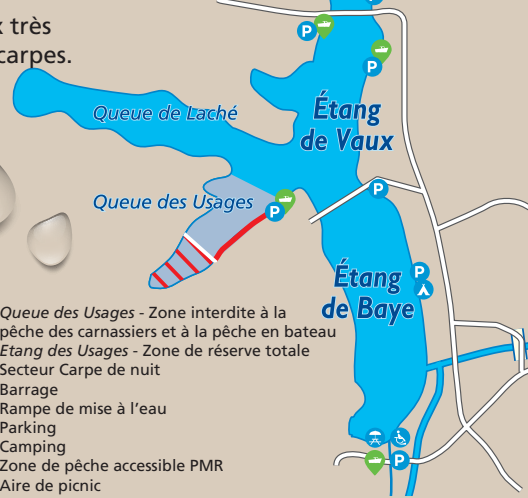 x très
carpes.
P
P
Étang
de Vaux
Queue de Laché
Queue des Usages
P
P
Étang
de Baye
P
Queue des Usages - Zone interdite à la
pêche des carnassiers et à la pêche en bateau
Etang des Usages - Zone de réserve totale
Secteur Carpe de nuit
Barrage
Rampe de mise à l'eau
Parking
Camping
Zone de pêche accessible PMR
Aire de picnic
P